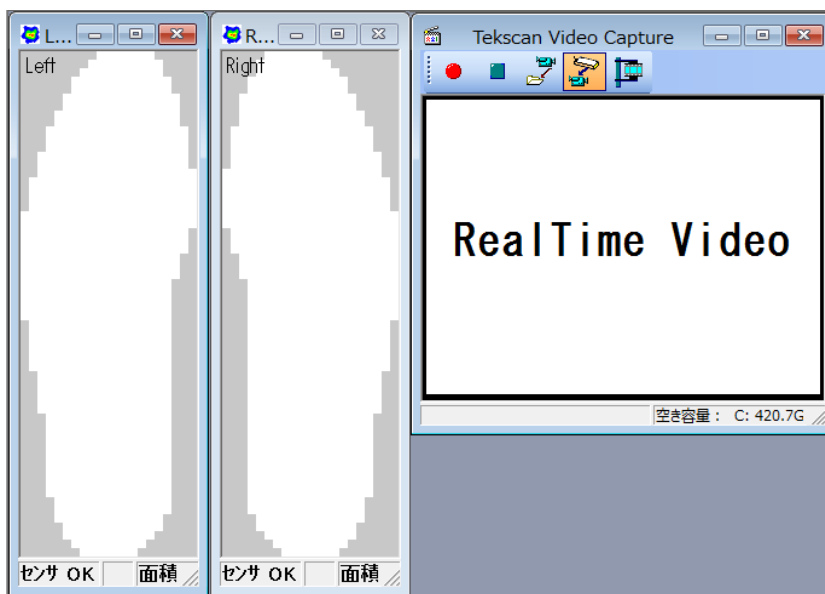 L...
Left
センサ OK
面積
R...
Right
センサ OK
面積
Tekscan Video Capture
RealTime Video
空き容量： C: 420.7G